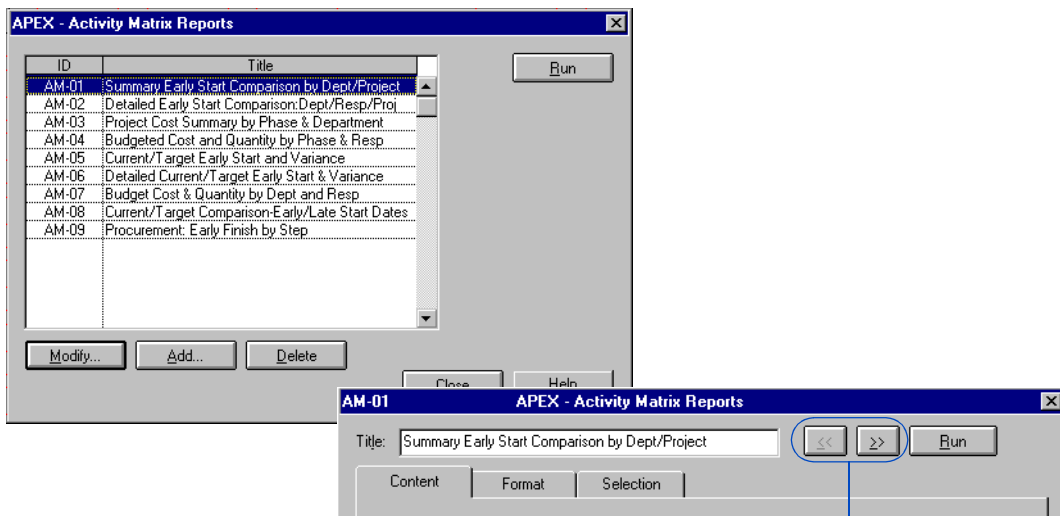 APEX - Activity Matrix Reports
ID Title
AM-01 Summary Early Start Comparison by Dept/Project
AM-02 Detailed Early Start Comparison:Dept/Resp/Proj
AM-03 Project Cost Summary by Phase & Department
AM-04 Budgeted Cost and Quantity by Phase & Resp
AM-05 Current/Target Early Start and Variance
AM-06 Detailed Current/Target Early Start & Variance
AM-07 Budget Cost & Quantity by Dept and Resp
AM-08 Current/Target Comparison-Early/Late Start Dates
AM-09 Procurement: Early Finish by Step
Run
Modify... Add... Delete
Close Help
AM-01 APEX - Activity Matrix Reports
Title: Summary Early Start Comparison by Dept/Project << >> Run
Content Format Selection